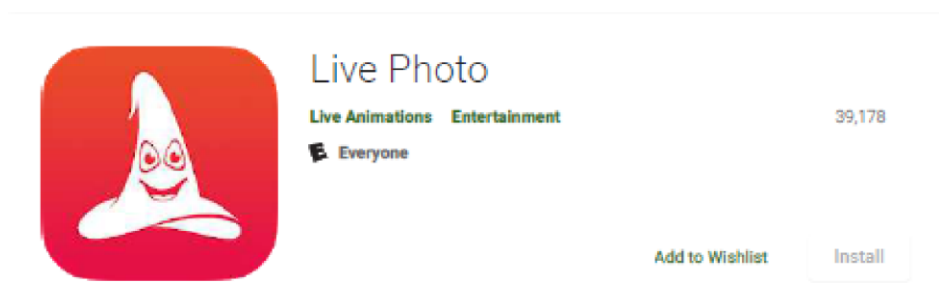 Live Photo
Live Animations Entertainment 39,178
E Everyone
Add to Wishlist Install